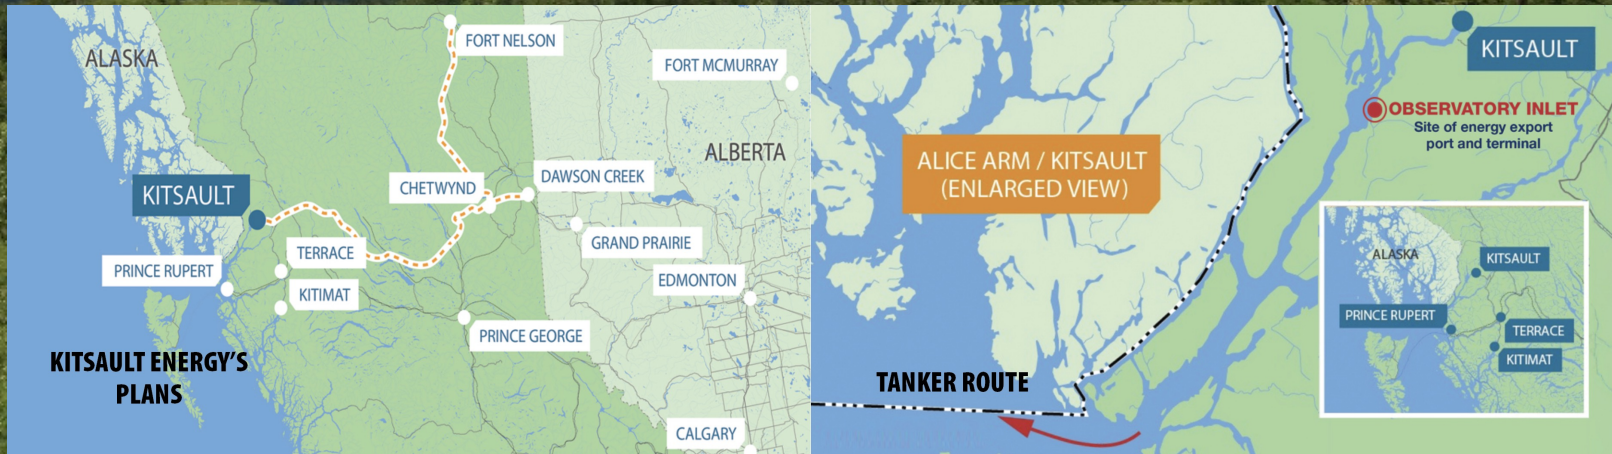 ALASKA
FORT NELSON
FORT MCMURRAY
ALBERTA
CHETWYND
DAWSON CREEK
KITSAULT
GRAND PRAIRIE
TERRACE
PRINCE RUPERT
KITIMAT
EDMONTON
PRINCE GEORGE
KITSAULT ENERGY'S
PLANS
CALGARY
KITSAULT
OBSERVATORY INLET
Site of energy export
port and terminal
ALICE ARM / KITSAULT
(ENLARGED VIEW)
TANKER ROUTE
ALASKA
KITSAULT
PRINCE RUPERT
TERRACE
KITIMAT